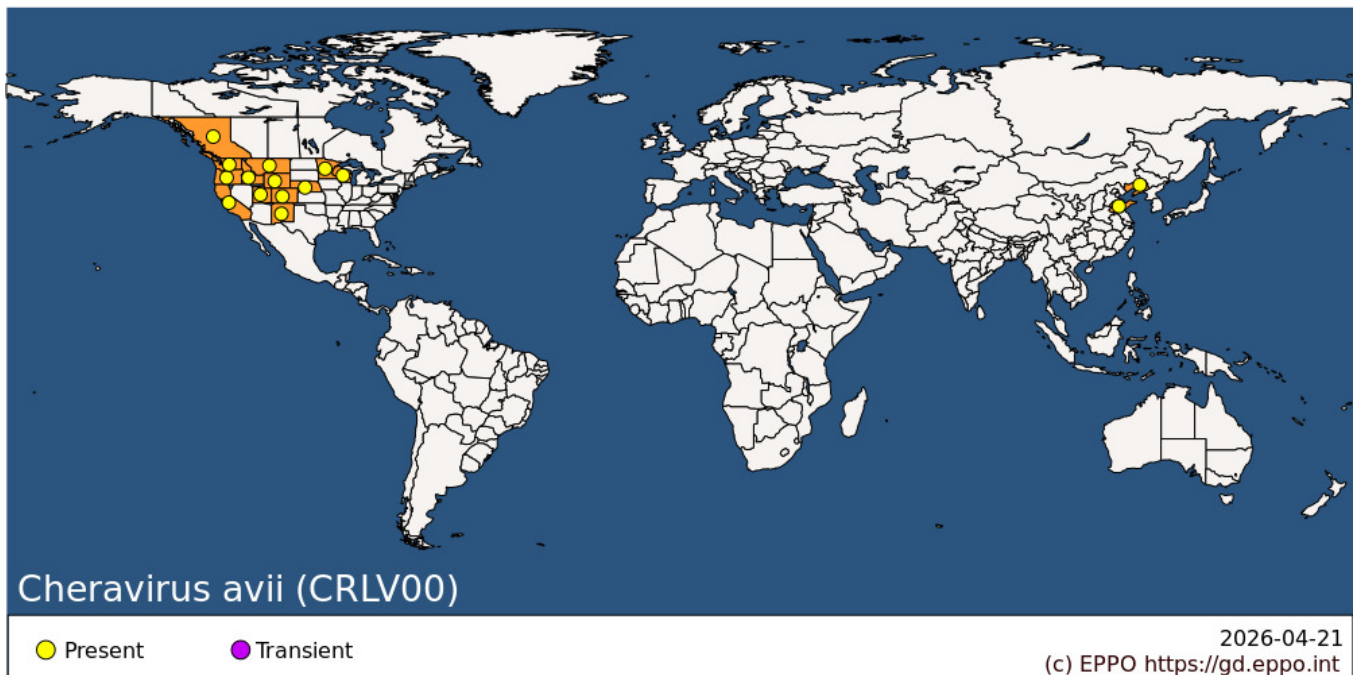 Cheravirus avii (CRLV00)
Present
Transient
2026-04-21
(c) EPPO https://gd.eppo.int